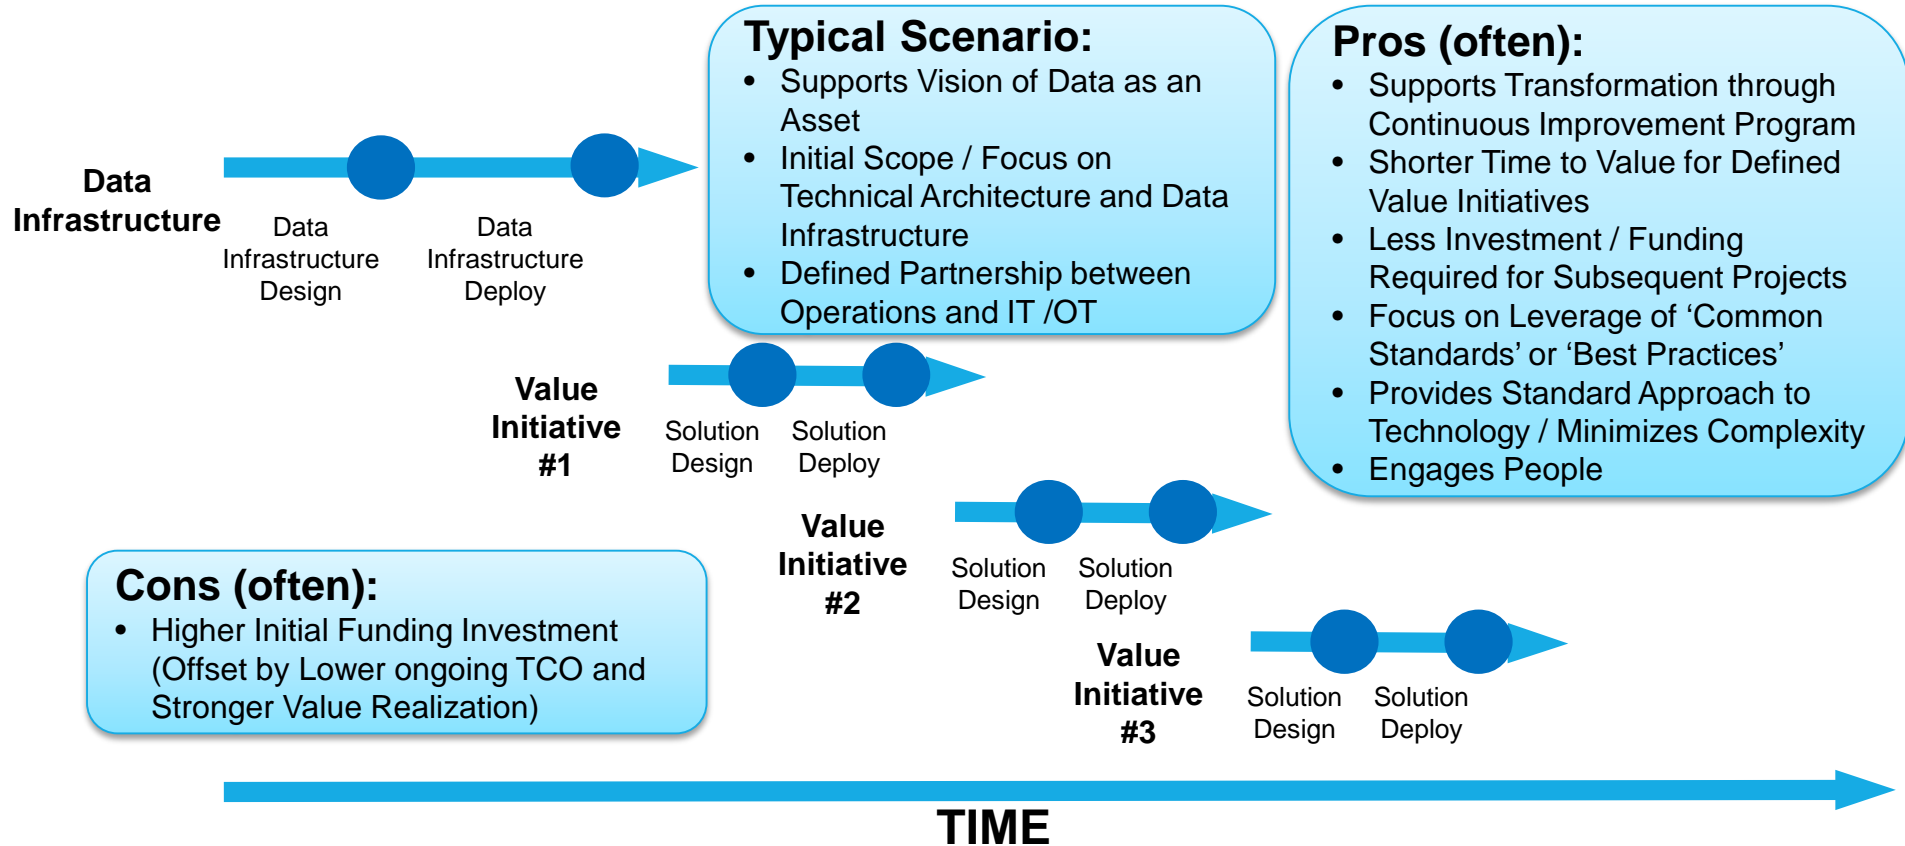 Typical Scenario:
• Supports Vision of Data as an
Asset
• Initial Scope / Focus on
Technical Architecture and Data
Infrastructure
• Defined Partnership between
Operations and IT /OT
Pros (often):
• Supports Transformation through
Continuous Improvement Program
• Shorter Time to Value for Defined
Value Initiatives
• Less Investment / Funding
Required for Subsequent Projects
• Focus on Leverage of ‘Common
Standards’ or ‘Best Practices’
• Provides Standard Approach to
Technology / Minimizes Complexity
• Engages People
Data
Infrastructure
Data
Infrastructure
Design
Data
Infrastructure
Deploy
Value
Initiative
#1
Solution
Design
Solution
Deploy
Value
Initiative
#2
Solution
Design
Solution
Deploy
Cons (often):
• Higher Initial Funding Investment
(Offset by Lower ongoing TCO and
Stronger Value Realization)
Value
Initiative
#3
Solution
Design
Solution
Deploy
TIME